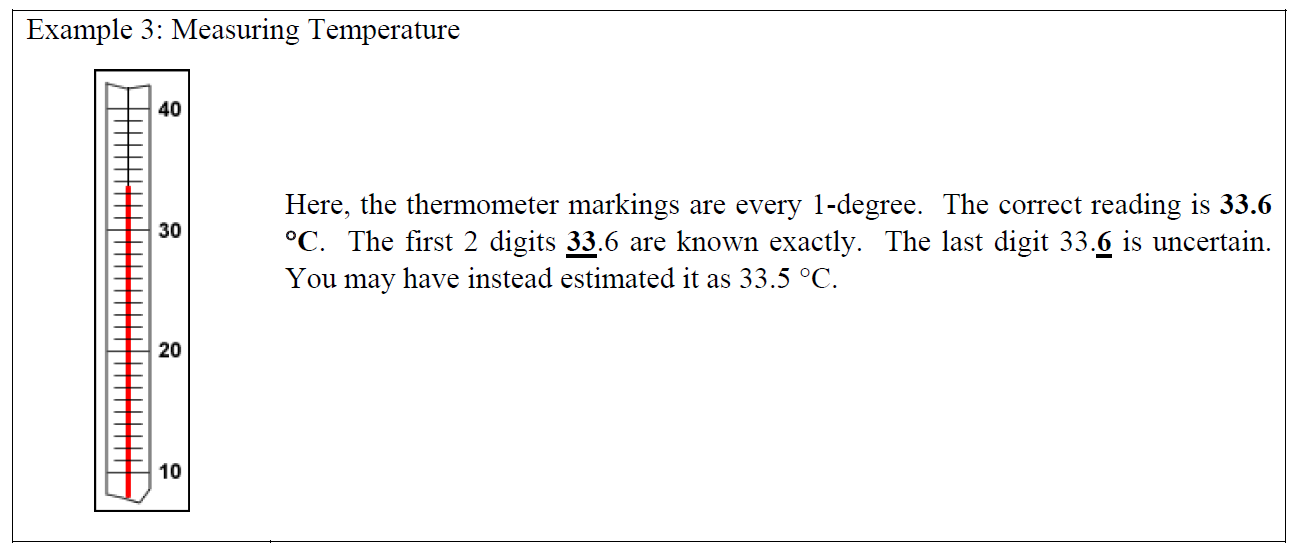 Example 3: Measuring Temperature
40
30
20
10
Here, the thermometer markings are every 1-degree. The correct reading is 33.6
°C. The first 2 digits 33.6 are known exactly. The last digit 33.6 is uncertain.
You may have instead estimated it as 33.5 °C.